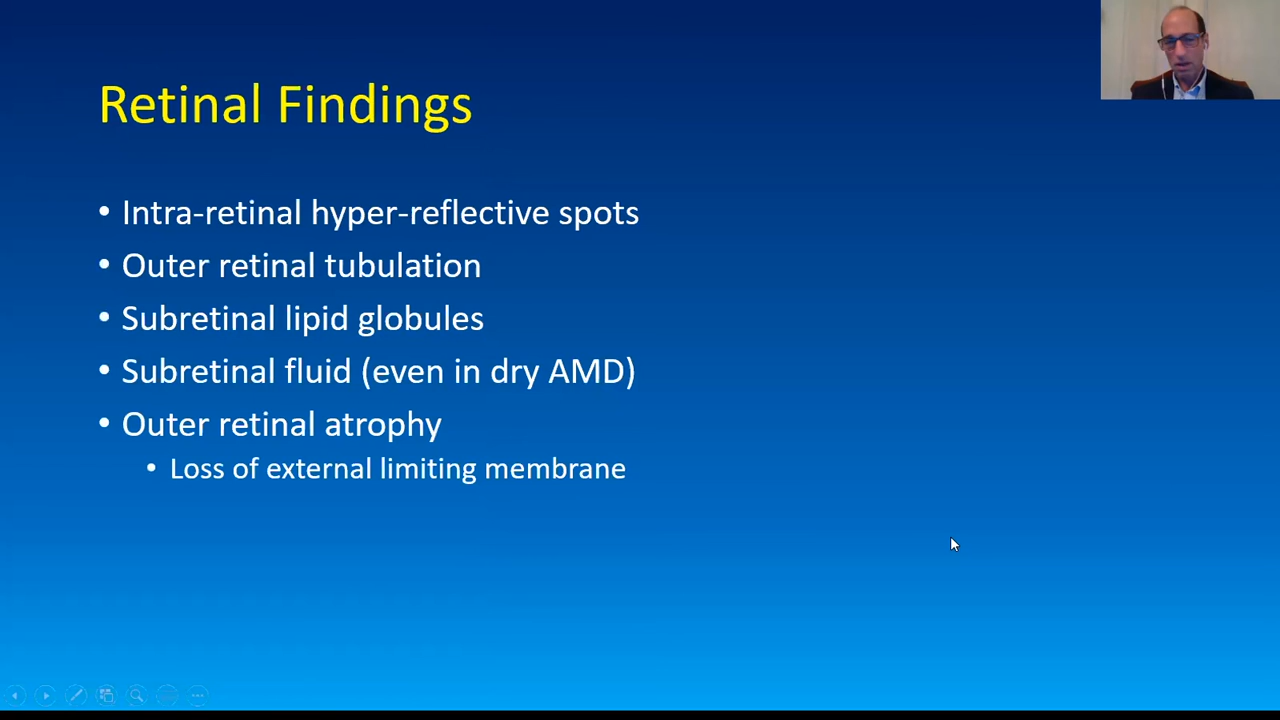 Retinal Findings
• Intra-retinal hyper-reflective spots
• Outer retinal tubulation
• Subretinal lipid globules
• Subretinal fluid (even in dry AMD)
• Outer retinal atrophy
• Loss of external limiting membrane